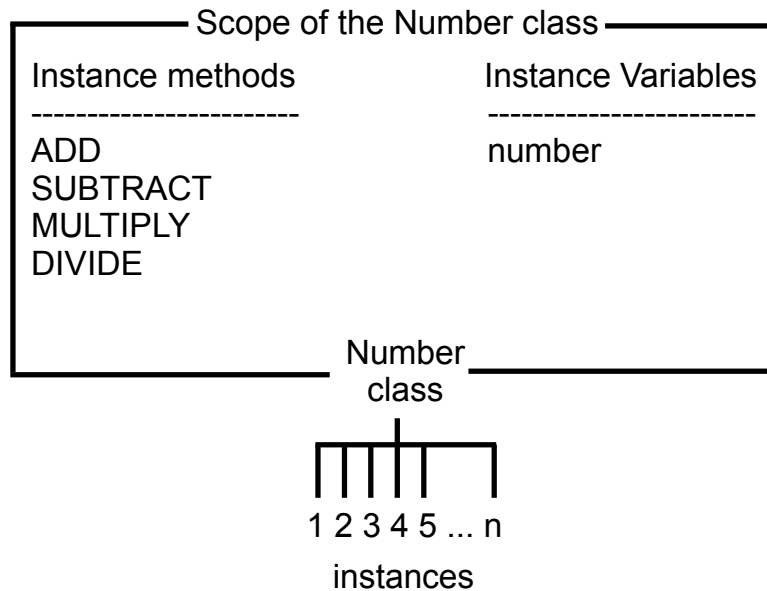 Scope of the Number class
Instance methods Instance Variables
------------------------ ------------------------
ADD number
SUBTRACT
MULTIPLY
DIVIDE
Number
class
1 2 3 4 5 ... n
instances